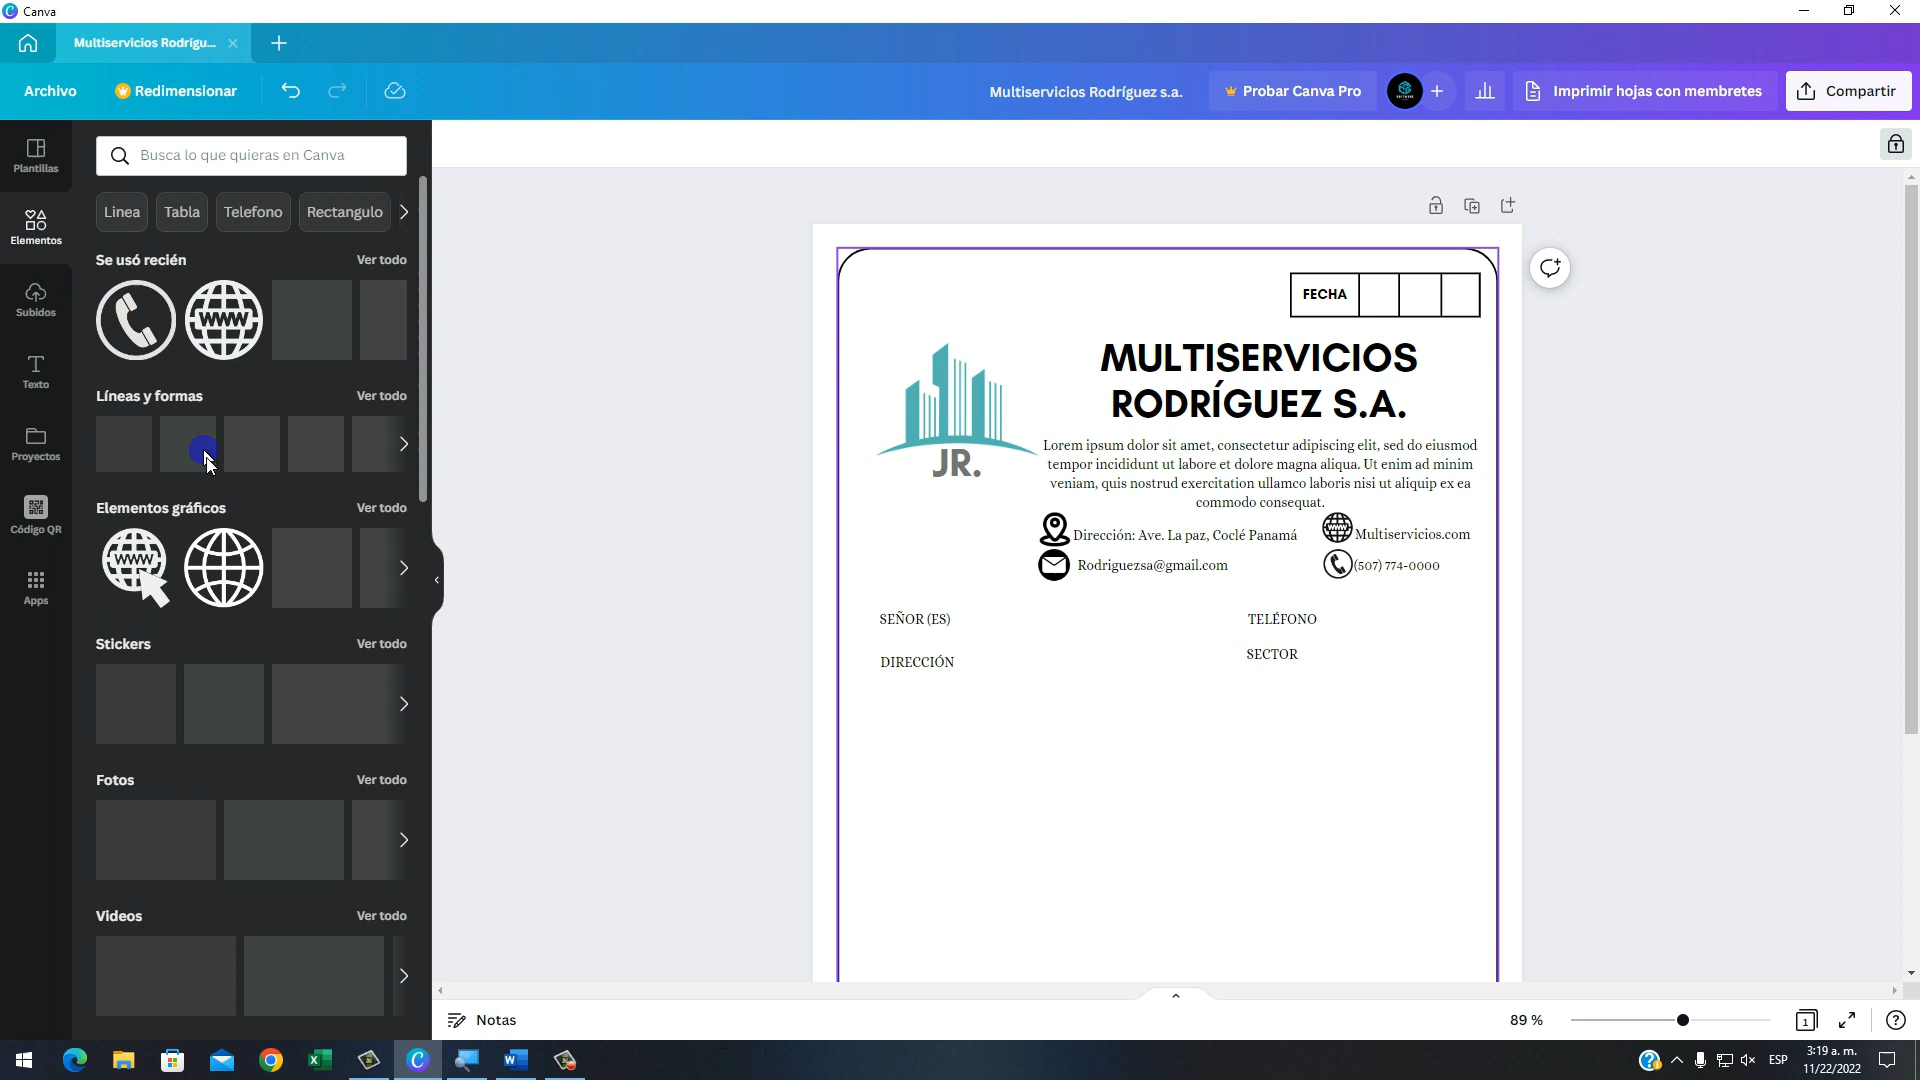 Canva
Multiservicios Rodrígu...
Archivo
Redimensionar
Multiservicios Rodríguez s.a.
Probar Canva Pro
Imprimir hojas con membretes
Compartir
Plantillas
Elementos
Subidos
Texto
Proyectos
Código QR
Apps
Busca lo que quieras en Canva
Linea
Tabla
Telefono
Rectangulo
Se usó recién
Ver todo
WWW
Líneas y formas
Ver todo
Elementos gráficos
Ver todo
WWW
Stickers
Ver todo
Fotos
Ver todo
Videos
Ver todo
FECHA
JR.
MULTISERVICIOS
RODRÍGUEZ S.A.
Lorem ipsum dolor sit amet, consectetur adipiscing elit, sed do eiusmod
tempor incididunt ut labore et dolore magna aliqua. Ut enim ad minim
veniam, quis nostrud exercitation ullamco laboris nisi ut aliquip ex ea
commodo consequat.
Dirección: Ave. La paz, Coclé Panamá
WWW
Multiservicios.com
Rodriguezsa@gmail.com
(507) 774-0000
SEÑOR (ES)
TELÉFONO
DIRECCIÓN
SECTOR
Notas
89 %
1
ESP
3:19 a. m.
11/22/2022